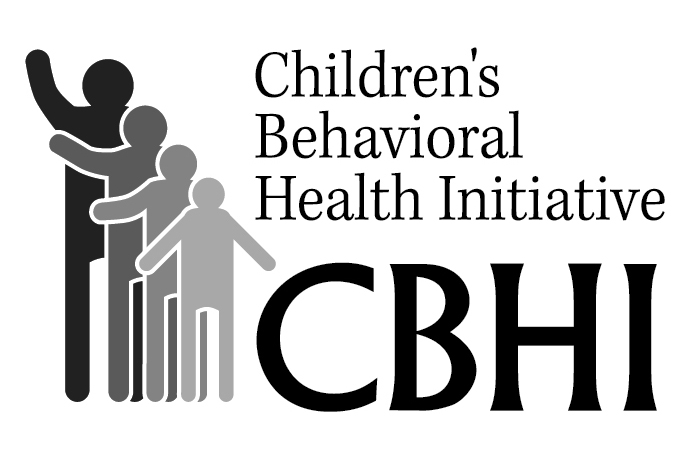 Children's
Behavioral
Health Initiative
CBHI